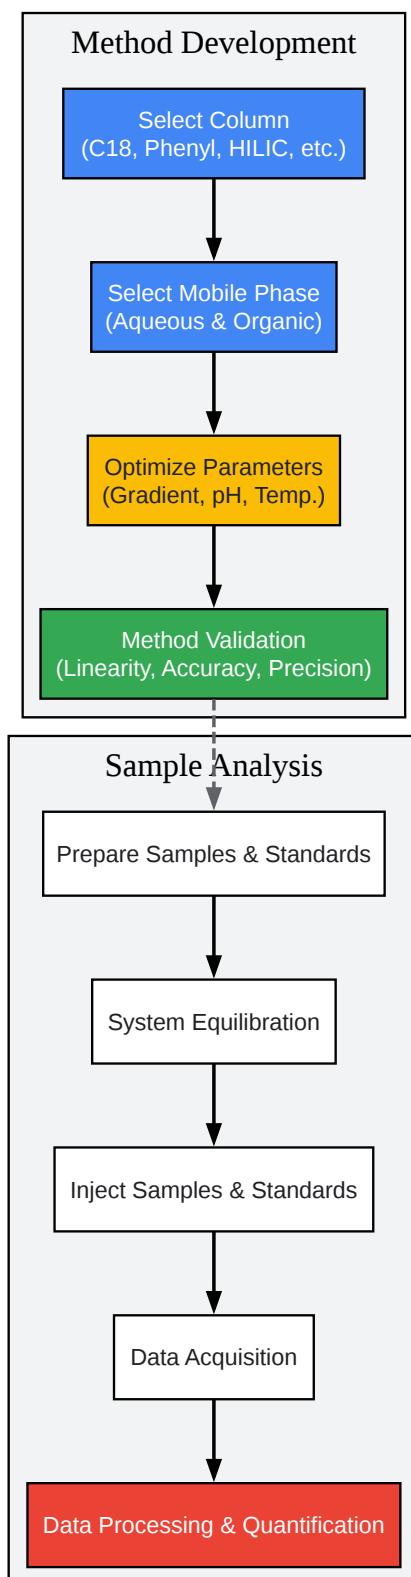 Method Development
Select Column
(C18, Phenyl, HILIC, etc.)
Select Mobile Phase
(Aqueous & Organic)
Optimize Parameters
(Gradient, pH, Temp.)
Method Validation
(Linearity, Accuracy, Precision)
Sample Analysis
Prepare Samples & Standards
System Equilibration
Inject Samples & Standards
Data Acquisition
Data Processing & Quantification